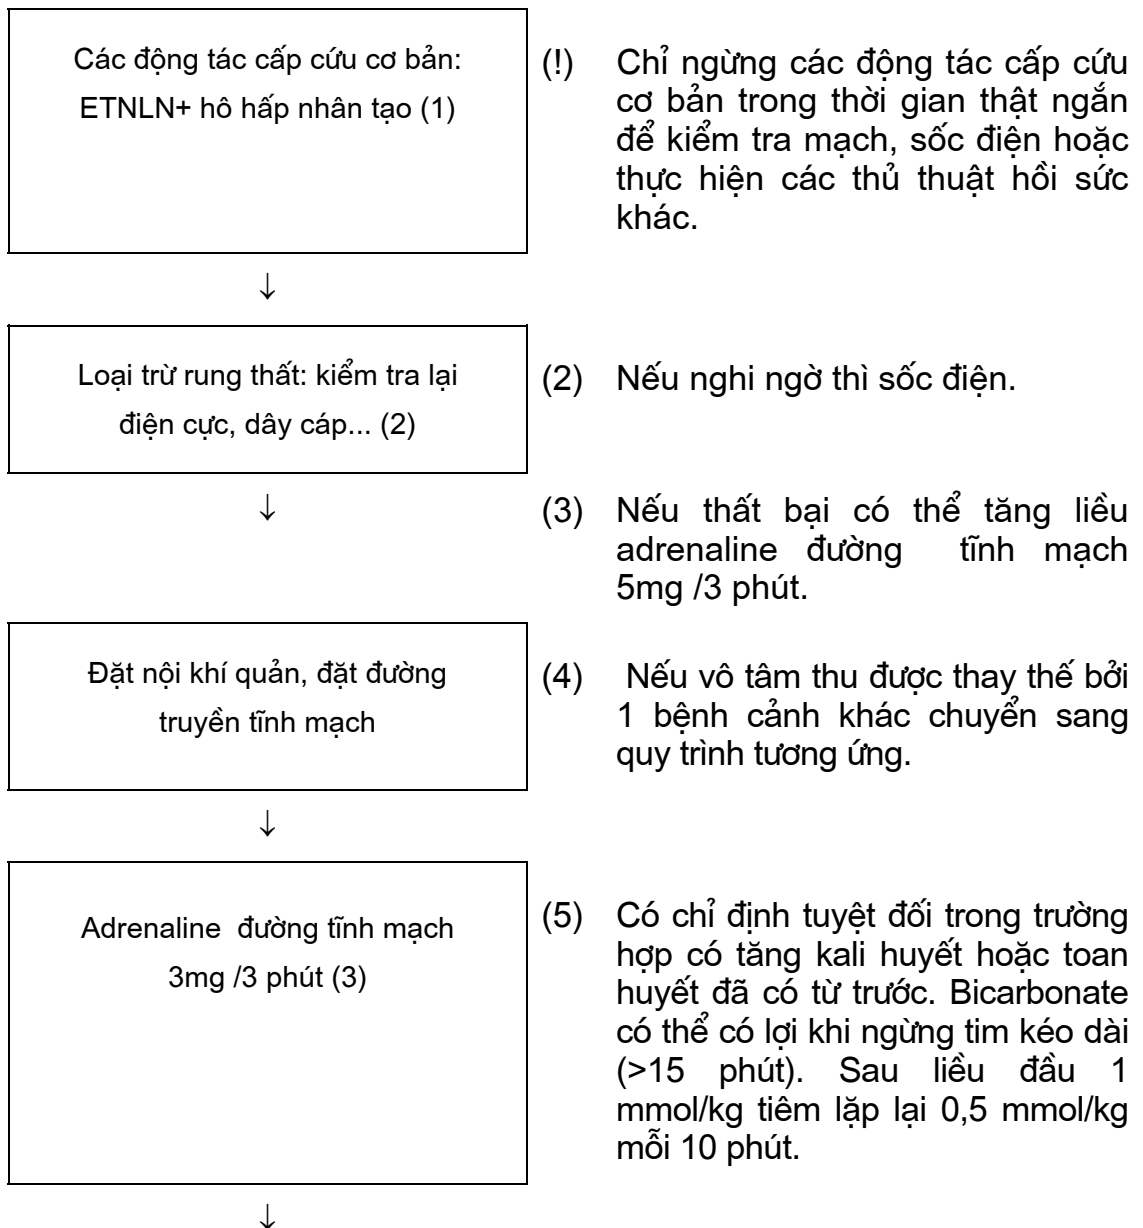 Các động tác cấp cứu cơ bản:
ETNLN+ hô hấp nhân tạo (1)
(!) Chỉ ngừng các động tác cấp cứu
cơ bản trong thời gian thật ngắn
để kiểm tra mạch, sốc điện hoặc
thực hiện các thủ thuật hồi sức
khác.
↓
Loại trừ rung thất: kiểm tra lại
điện cực, dây cáp... (2)
(2) Nếu nghi ngờ thì sốc điện.
↓
(3) Nếu thất bại có thể tăng liều
adrenaline đường tĩnh mạch
5mg /3 phút.
Đặt nội khí quản, đặt đường
truyền tĩnh mạch
(4) Nếu vô tâm thu được thay thế bởi
1 bệnh cảnh khác chuyển sang
quy trình tương ứng.
↓
Adrenaline đường tĩnh mạch
3mg /3 phút (3)
(5) Có chỉ định tuyệt đối trong trường
hợp có tăng kali huyết hoặc toan
huyết đã có từ trước. Bicarbonate
có thể có lợi khi ngừng tim kéo dài
(>15 phút). Sau liều đầu 1
mmol/kg tiêm lặp lại 0,5 mmol/kg
mỗi 10 phút.
↓